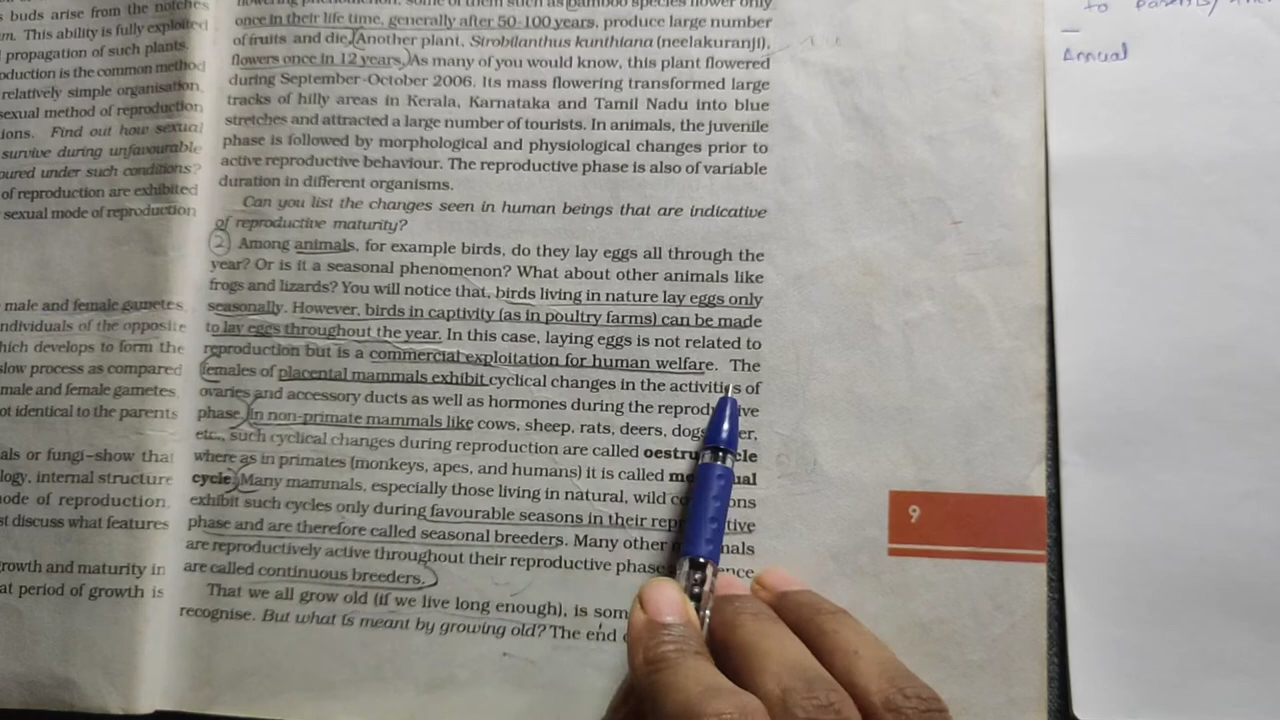 s buds arise from the notches
m. This ability is fully exploited
propagation of such plants.
oduction is the common method
relatively simple organisation,
sexual method of reproduction
ions. Find out how sexual
survive during unfavourable
oured under such conditions?
of reproduction are exhibited
sexual mode of reproduction
male and female gametes,
ndividuals of the opposite
hich develops to form the
slow process as compared
male and female gametes,
ot identical to the parents
als or fungi–show that
logy, internal structure
ode of reproduction,
st discuss what features
growth and maturity in
at period of growth is
flowering phenomenon, some of them such as bamboo species flower only
once in their life time, generally after 50-100 years, produce large number
of fruits and die. Another plant, Strobilanthus kunthiana (neelakuranji),
flowers once in 12 years. As many of you would know, this plant flowered
during September-October 2006. Its mass flowering transformed large
tracks of hilly areas in Kerala, Karnataka and Tamil Nadu into blue
stretches and attracted a large number of tourists. In animals, the juvenile
phase is followed by morphological and physiological changes prior to
active reproductive behaviour. The reproductive phase is also of variable
duration in different organisms.
Can you list the changes seen in human beings that are indicative
of reproductive maturity?
2 Among animals, for example birds, do they lay eggs all through the
year? Or is it a seasonal phenomenon? What about other animals like
frogs and lizards? You will notice that, birds living in nature lay eggs only
seasonally. However, birds in captivity (as in poultry farms) can be made
to lay eggs throughout the year. In this case, laying eggs is not related to
reproduction but is a commercial exploitation for human welfare. The
females of placental mammals exhibit cyclical changes in the activities of
ovaries and accessory ducts as well as hormones during the reprod ive
phase. In non-primate mammals like cows, sheep, rats, deers, dogs er,
etc., such cyclical changes during reproduction are called oestru cle
where as in primates (monkeys, apes, and humans) it is called me ual
cycle. Many mammals, especially those living in natural, wild co ons
exhibit such cycles only during favourable seasons in their repr tive
phase and are therefore called seasonal breeders. Many other m nals
are reproductively active throughout their reproductive phase ence
are called continuous breeders.
That we all grow old (if we live long enough), is som
recognise. But what is meant by growing old? The end
9
to
Annual